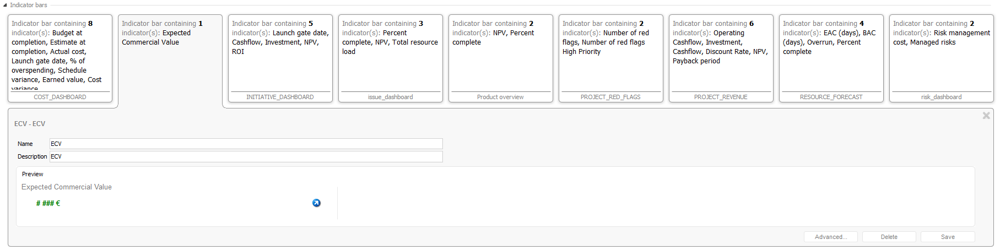 Indicator bars
Indicator bar containing 8
indicator(s): Budget at
completion, Estimate at
completion, Actual cost,
Launch gate date, % of
overspending, Schedule
variance, Earned value, Cost
variance
COST_DASHBOARD
Indicator bar containing 1
indicator(s): Expected
Commercial Value
Indicator bar containing 5
indicator(s): Launch gate date,
Cashflow, Investment, NPV,
ROI
INITIATIVE_DASHBOARD
Indicator bar containing 3
indicator(s): Percent
complete, NPV, Total resource
load
issue_dashboard
Indicator bar containing 2
indicator(s): NPV, Percent
complete
Product overview
Indicator bar containing 2
indicator(s): Number of red
flags, Number of red flags
High Priority
PROJECT_RED_FLAGS
Indicator bar containing 6
indicator(s): Operating
Cashflow, Investment,
Cashflow, Discount Rate, NPV,
Payback period
PROJECT_REVENUE
Indicator bar containing 4
indicator(s): EAC (days), BAC
(days), Overrun, Percent
complete
RESOURCE_FORECAST
Indicator bar containing 2
indicator(s): Risk management
cost, Managed risks
risk_dashboard
ECV - ECV
Name ECV
Description ECV
Preview
Expected Commercial Value
# ### €
Advanced... Delete Save